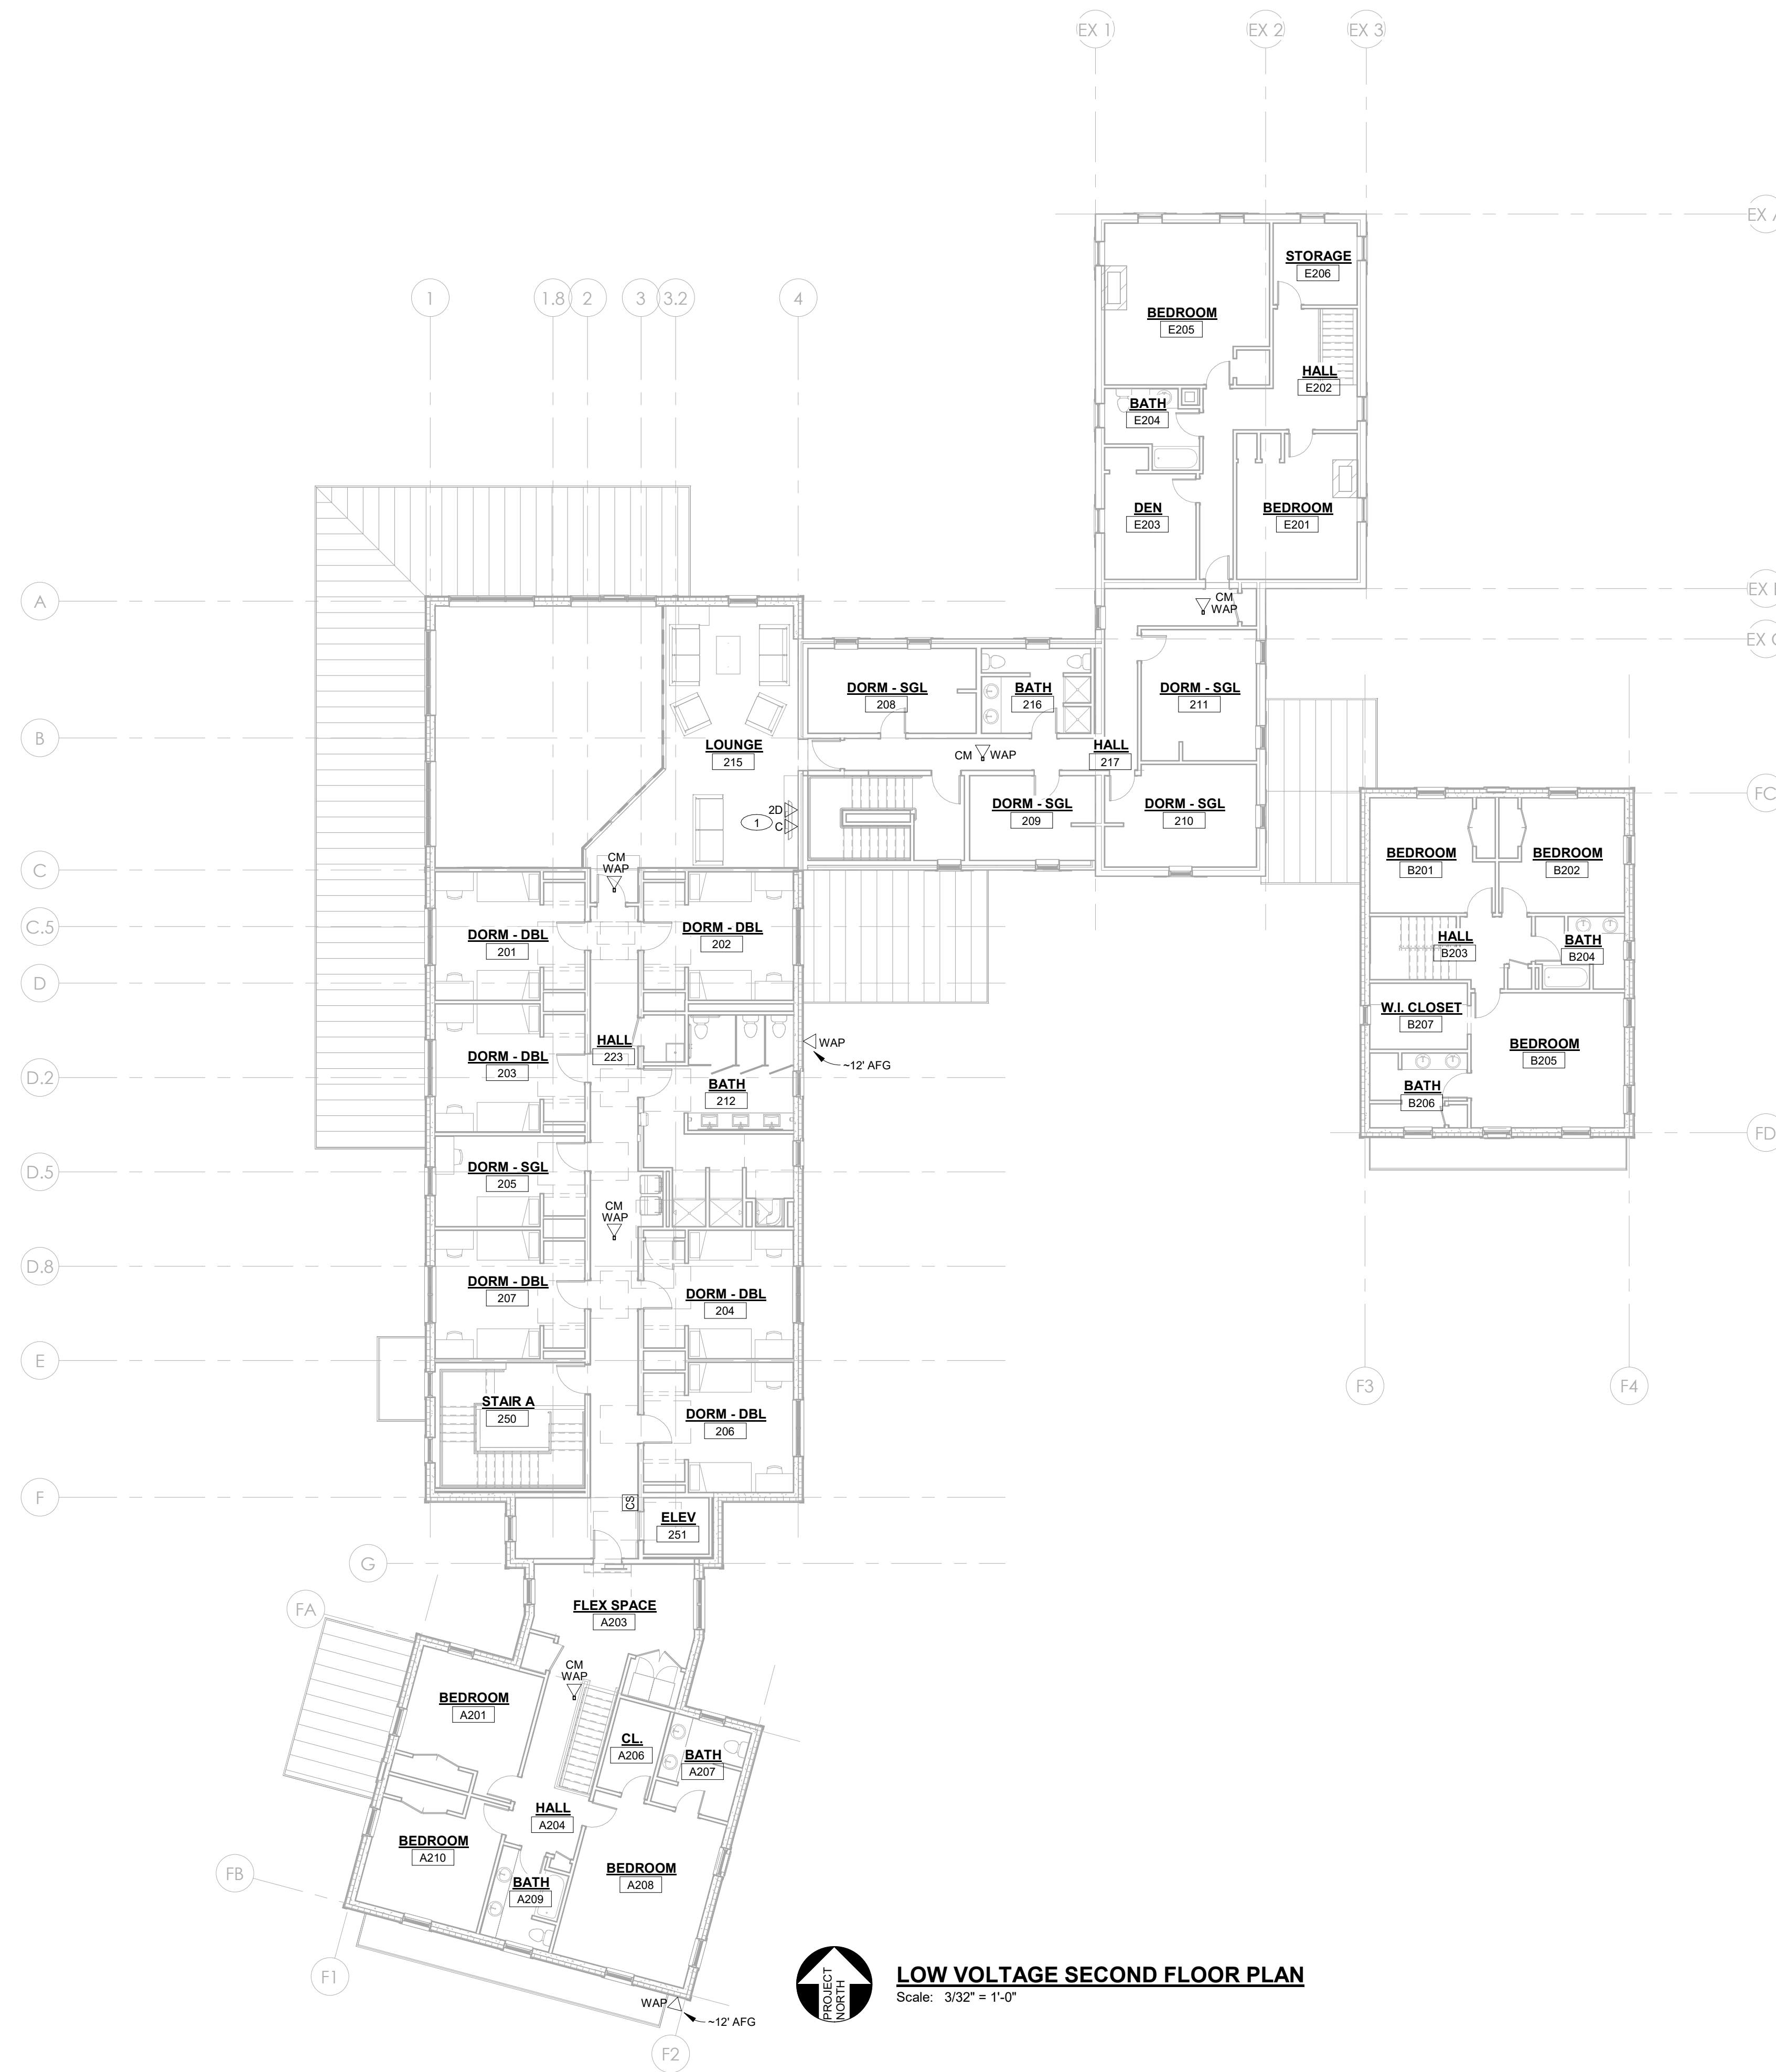 EX 1
EX 2
EX 3
EX A
STORAGE
E206
1
1.8
2
3
3.2
4
BEDROOM
E205
HALL
E202
BATH
E204
DEN
E203
BEDROOM
E201
A
CM
WAP
DORM - SGL
208
BATH
216
DORM - SGL
211
B
LOUNGE
215
CM
WAP
HALL
217
FC
2D
1
C
DORM - SGL
209
DORM - SGL
210
BEDROOM
B201
BEDROOM
B202
C
CM
WAP
C.5
DORM - DBL
201
DORM - DBL
202
HALL
B203
BATH
B204
D
W.I. CLOSET
B207
HALL
223
WAP
~12' AFG
DORM - DBL
203
BEDROOM
B205
D.2
BATH
212
BATH
B206
FD
D.5
DORM - SGL
205
CM
WAP
D.8
DORM - DBL
207
DORM - DBL
204
E
F3
F4
STAIR A
250
DORM - DBL
206
F
CS
ELEV
251
G
FA
FLEX SPACE
A203
CM
WAP
BEDROOM
A201
CL.
A206
BATH
A207
HALL
A204
BEDROOM
A210
FB
BEDROOM
A208
BATH
A209
F1
PROJECT
NORTH
LOW VOLTAGE SECOND FLOOR PLAN
Scale: 3/32" = 1'-0"
WAP
~12' AFG
F2